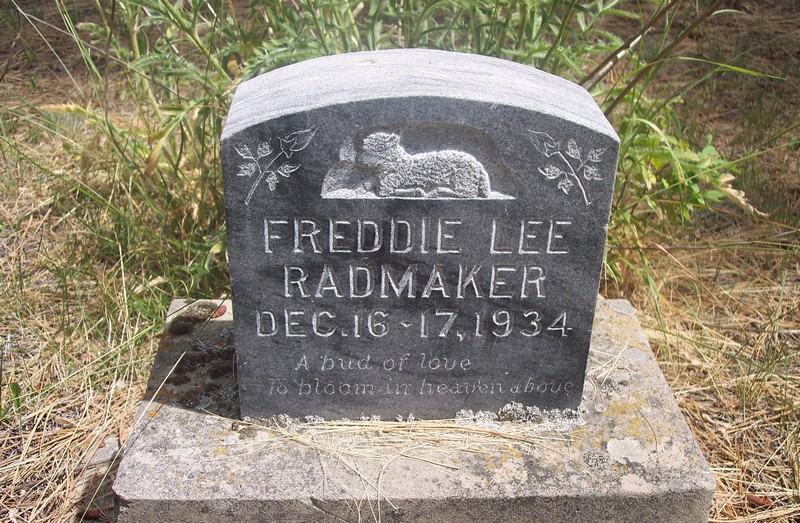 FREDDIE LEE
RADMAKER
DEC. 16 - 17, 1934
A bud of love
To bloom in heaven above